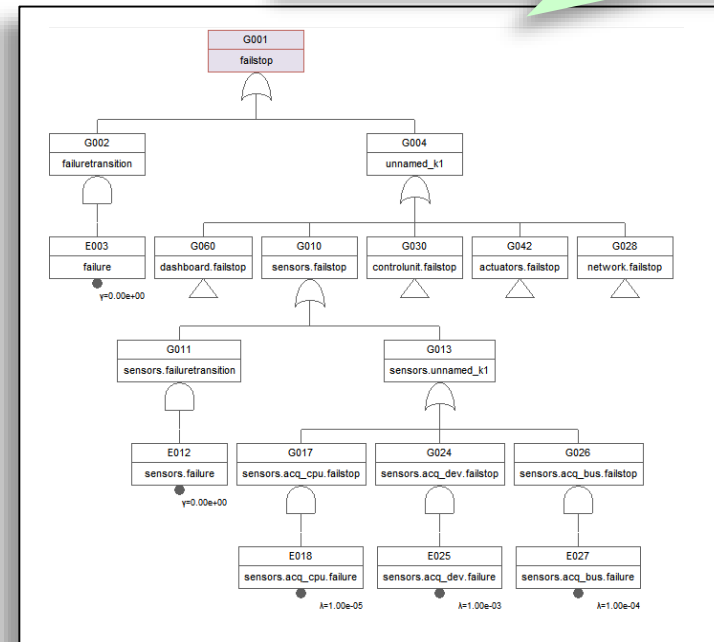 G001
failstop
G002
failuretransition
G004
unnamed_k1
E003
failure
γ=0.00e+00
G060
dashboard.failstop
G010
sensors.failstop
G030
controlunit.failstop
G042
actuators.failstop
G028
network.failstop
G011
sensors.failuretransition
G013
sensors.unnamed_k1
E012
sensors.failure
γ=0.00e+00
G017
sensors.acq_cpu.failstop
G024
sensors.acq_dev.failstop
G026
sensors.acq_bus.failstop
E018
sensors.acq_cpu.failure
λ=1.00e-05
E025
sensors.acq_dev.failure
λ=1.00e-03
E027
sensors.acq_bus.failure
λ=1.00e-04